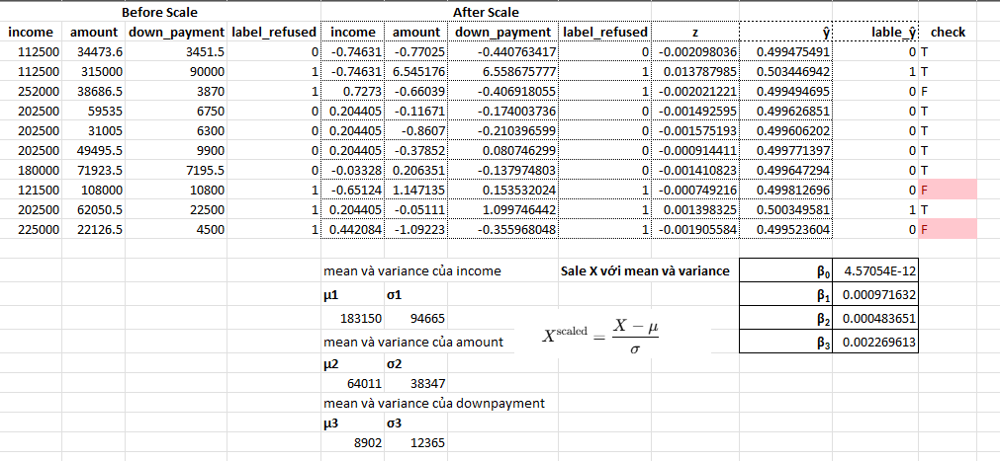 Before Scale After Scale
income amount down_payment label_refused income amount down_payment label_refused z ŷ lable_ŷ check
112500 34473.6 3451.5 0 -0.74631 -0.77025 -0.440763417 0 -0.002098036 0.499475491 0 T
112500 315000 90000 1 -0.74631 6.545176 6.558675777 1 0.013787985 0.503446942 1 T
252000 38686.5 3870 1 0.7273 -0.66039 -0.406918055 1 -0.002021221 0.499494695 0 F
202500 59535 6750 0 0.204405 -0.11671 -0.174003736 0 -0.001492595 0.499626851 0 T
202500 31005 6300 0 0.204405 -0.8607 -0.210396599 0 -0.001575193 0.499606202 0 T
202500 49495.5 9900 0 0.204405 -0.37852 0.080746299 0 -0.000914411 0.499771397 0 T
180000 71923.5 7195.5 0 -0.03328 0.206351 -0.137974803 0 -0.001410823 0.499647294 0 T
121500 108000 10800 1 -0.65124 1.147135 0.153532024 1 -0.000749216 0.499812696 0 F
202500 62050.5 22500 1 0.204405 -0.05111 1.099746442 1 0.001398325 0.500349581 1 T
225000 22126.5 4500 1 0.442084 -1.09223 -0.355968048 1 -0.001905584 0.499523604 0 F
mean và variance của income Sale X với mean và variance β₀ 4.57054E-12
μ1 σ1 β₁ 0.000971632
183150 94665 β₂ 0.000483651
mean và variance của amount β₃ 0.002269613
X^scaled = (X − μ) / σ
μ2 σ2
64011 38347
mean và variance của downpayment
μ3 σ3
8902 12365